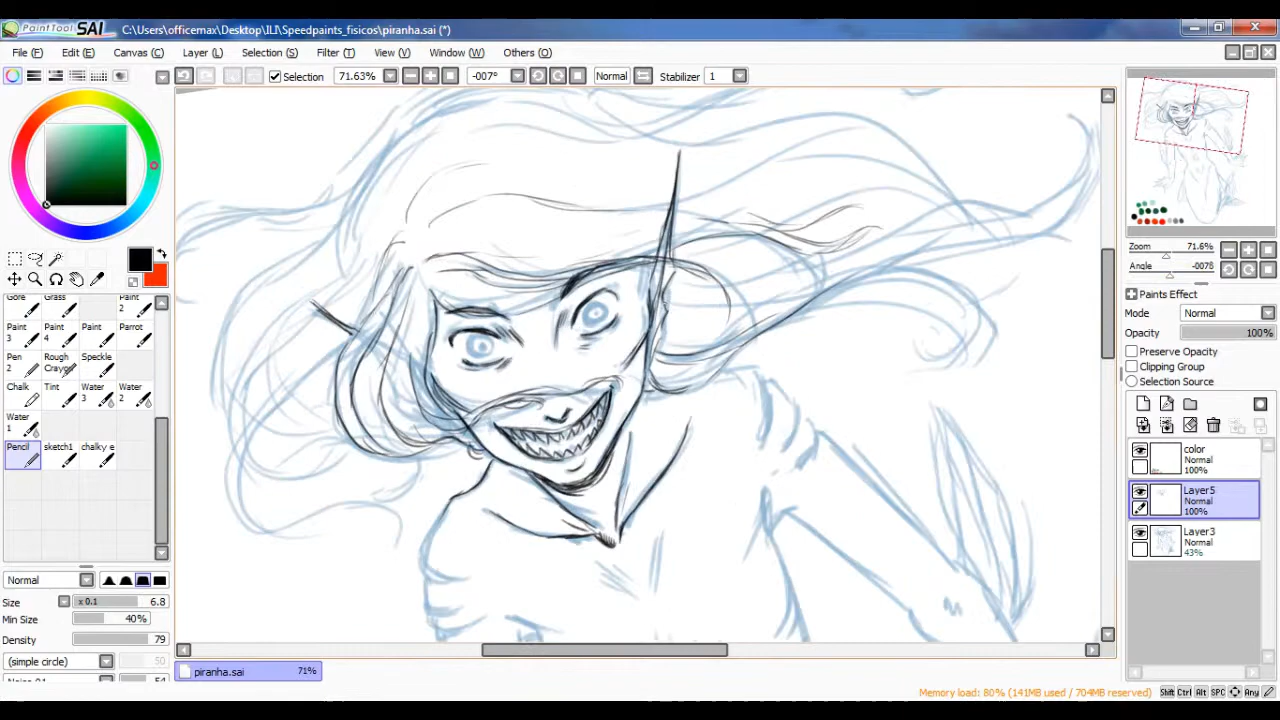 PaintTool SAI C:\Users\officemax\Desktop\ILI\Speedpaints_fisicos\piranha.sai (*)
File (F) Edit (E) Canvas (C) Layer (L) Selection (S) Filter (T) View (V) Window (W) Others (O)
Selection 71.63% -007° Normal Stabilizer 1
Zoom 71.6%
Angle -007ß
Paints Effect
Mode Normal
Opacity 100%
Preserve Opacity
Clipping Group
Selection Source
Gore Grass Paint 2
Paint 3 Paint 4 Paint Parrot
Pen 2 Rough Crayo Speckle
Chalk Tint Water 3 Water 2
Water 1
Pencil sketch1 chalky e
color
Normal
100%
Layer5
Normal
100%
Layer3
Normal
43%
Normal
Size x 0.1 6.8
Min Size 40%
Density 79
(simple circle) 50
54
piranha.sai 71%
Memory load: 80% (141MB used / 704MB reserved) Shift Ctrl Alt SPC Any